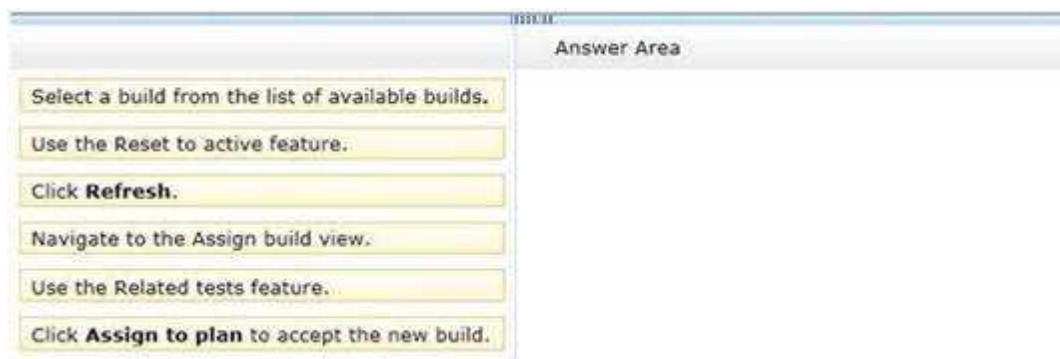 Answer Area
Select a build from the list of available builds.
Use the Reset to active feature.
Click Refresh.
Navigate to the Assign build view.
Use the Related tests feature.
Click Assign to plan to accept the new build.